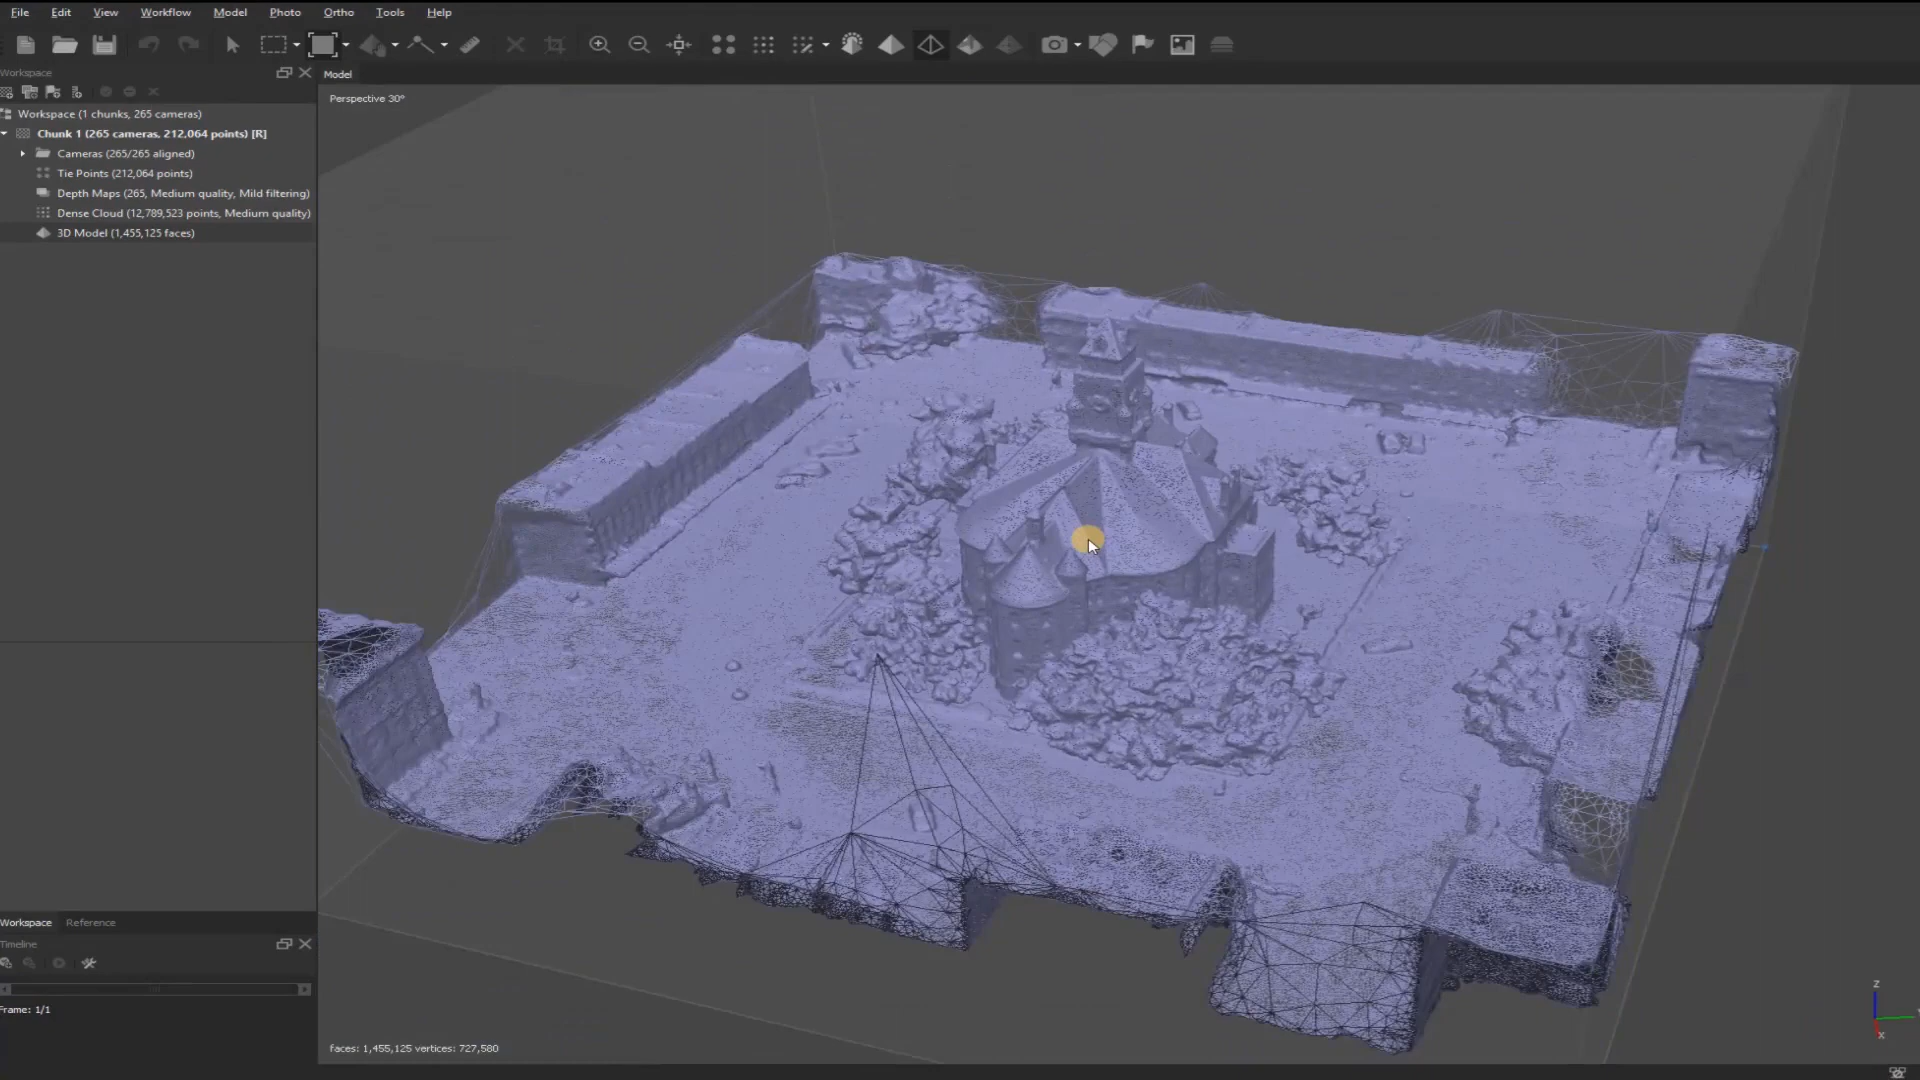 File Edit View Workflow Model Photo Ortho Tools Help
Workspace
Model
Perspective 30°
Workspace (1 chunks, 265 cameras)
Chunk 1 (265 cameras, 212,064 points) [R]
Cameras (265/265 aligned)
Tie Points (212,064 points)
Depth Maps (265, Medium quality, Mild filtering)
Dense Cloud (12,789,523 points, Medium quality)
3D Model (1,455,125 faces)
Workspace Reference
Timeline
Frame: 1/1
faces: 1,455,125 vertices: 727,580
Z
X